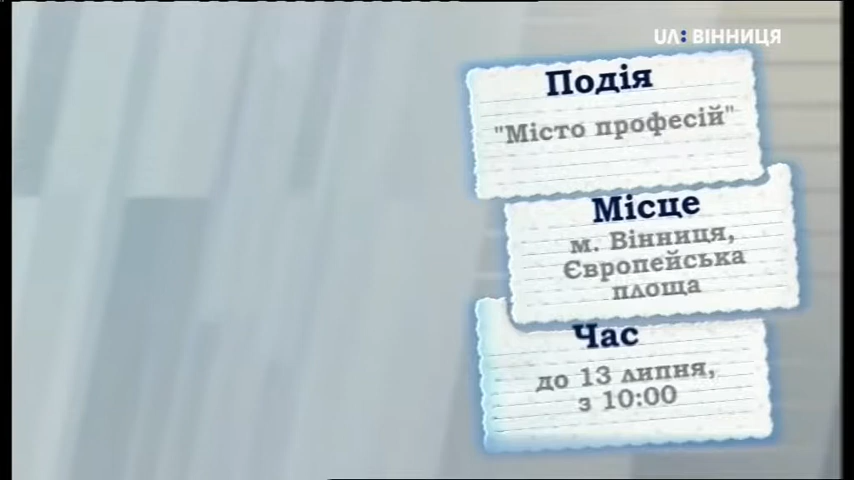 UA: ВІННИЦЯ
Подія
"Місто професій"
Місце
м. Вінниця,
Європейська
площа
Час
до 13 липня,
з 10:00